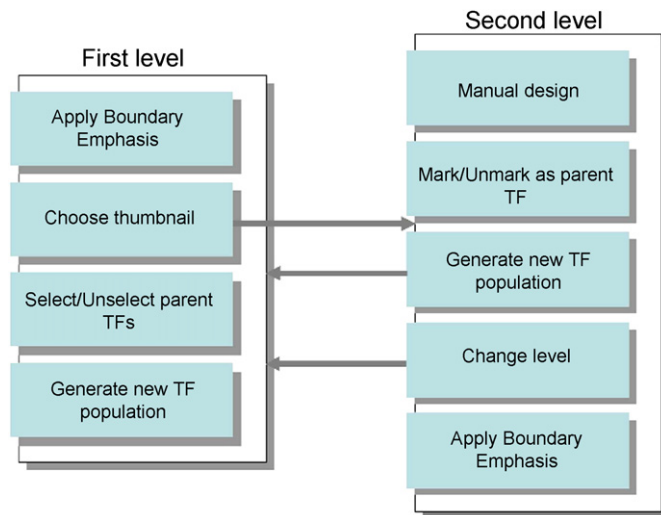 First level
Apply Boundary
Emphasis
Choose thumbnail
Select/Unselect parent
TFs
Generate new TF
population
Second level
Manual design
Mark/Unmark as parent
TF
Generate new TF
population
Change level
Apply Boundary
Emphasis